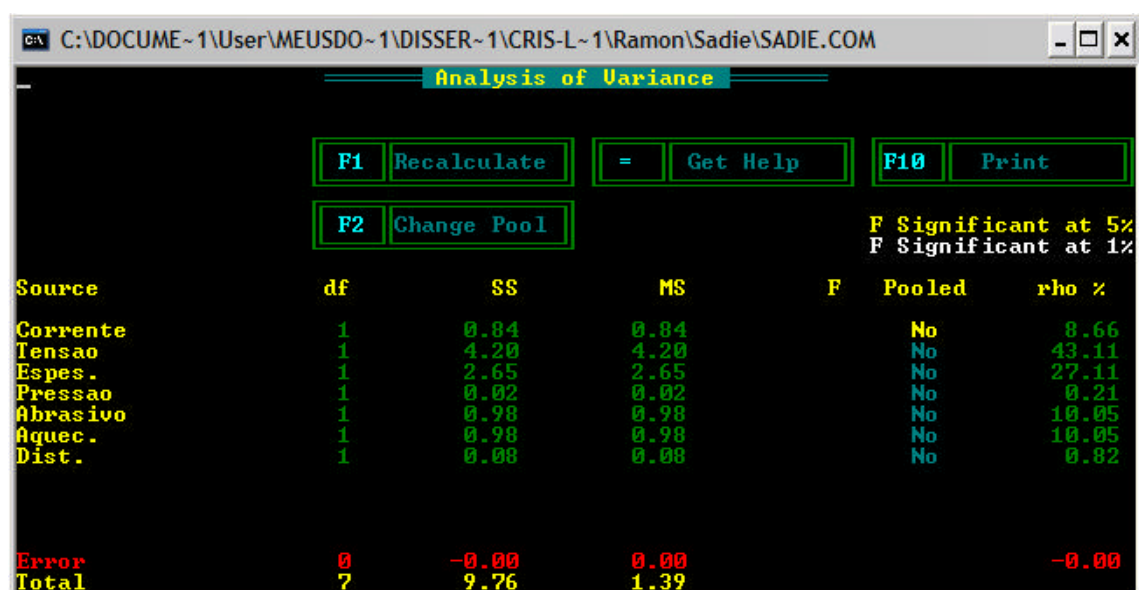 C:\DOCUME~1\User\MEUSDO~1\DISSER~1\CRIS-L~1\Ramon\Sadie\SADIE.COM
Analysis of Variance
F1 Recalculate = Get Help F10 Print
F2 Change Pool
F Significant at 5%
F Significant at 1%
Source df SS MS F Pooled rho %
Corrente 1 0.84 0.84 No 8.66
Tensao 1 4.20 4.20 No 43.11
Espes. 1 2.65 2.65 No 27.11
Pressao 1 0.02 0.02 No 0.21
Abrasivo 1 0.98 0.98 No 10.05
Aquec. 1 0.98 0.98 No 10.05
Dist. 1 0.08 0.08 No 0.82
Error 0 -0.00 0.00 -0.00
Total 7 9.76 1.39